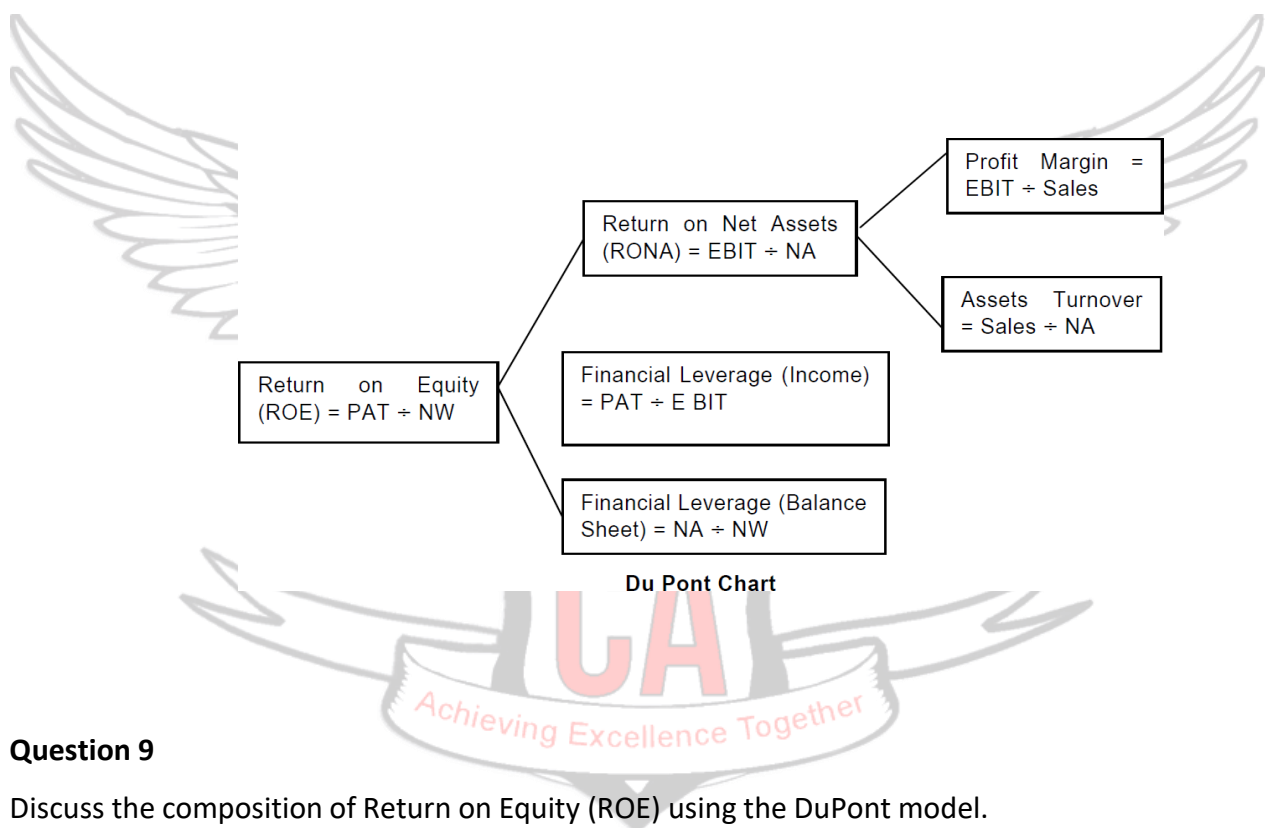 Profit Margin =
EBIT ÷ Sales
Return on Net Assets
(RONA) = EBIT ÷ NA
Assets Turnover
= Sales ÷ NA
Return on Equity
(ROE) = PAT ÷ NW
Financial Leverage (Income)
= PAT ÷ E BIT
Financial Leverage (Balance
Sheet) = NA ÷ NW
Du Pont Chart
CA
Achieving Excellence Together
Question 9
Discuss the composition of Return on Equity (ROE) using the DuPont model.